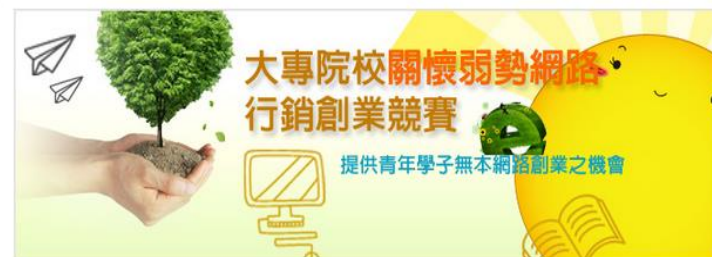 大專院校關懷弱勢網路
行銷創業競賽
e
提供青年學子無本網路創業之機會